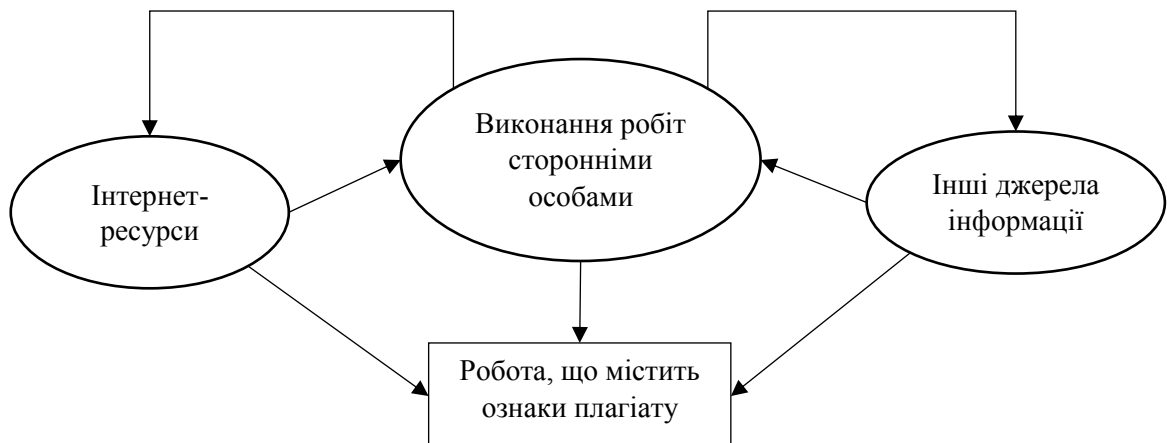 Виконання робіт
сторонніми
особами
Інтернет-
ресурси
Інші джерела
інформації
Робота, що містить
ознаки плагіату